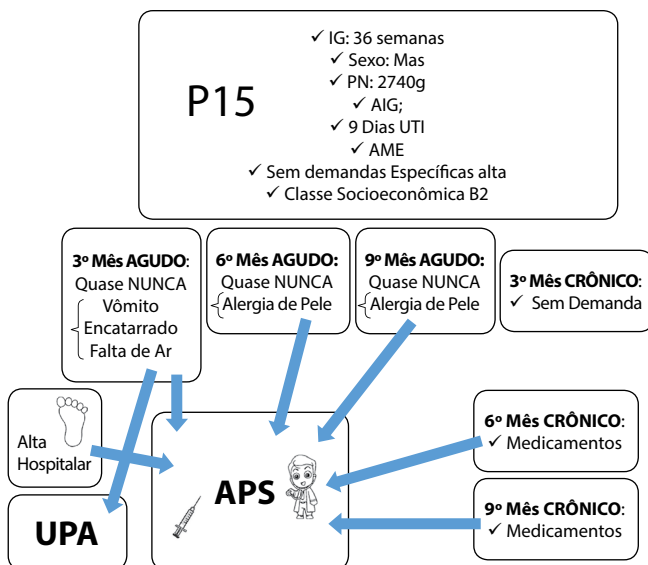 P15
✓ IG: 36 semanas
✓ Sexo: Mas
✓ PN: 2740g
✓ AIG;
✓ 9 Dias UTI
✓ AME
✓ Sem demandas Específicas alta
✓ Classe Socioeconômica B2
3º Mês AGUDO:
Quase NUNCA
Vômito
Encatarrado
Falta de Ar
6º Mês AGUDO:
Quase NUNCA
Alergia de Pele
9º Mês AGUDO:
Quase NUNCA
Alergia de Pele
3º Mês CRÔNICO:
✓ Sem Demanda
Alta
Hospitalar
APS
6º Mês CRÔNICO:
✓ Medicamentos
UPA
9º Mês CRÔNICO:
✓ Medicamentos